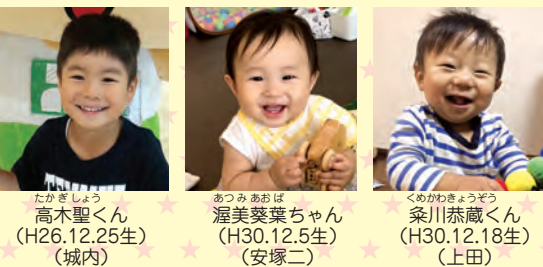 たかぎしょう
高木聖くん
(H26.12.25生)
(城内)
あつみあおば
渥美葵葉ちゃん
(H30.12.5生)
(安塚二)
くめかわきょうぞう
粂川恭蔵くん
(H30.12.18生)
(上田)